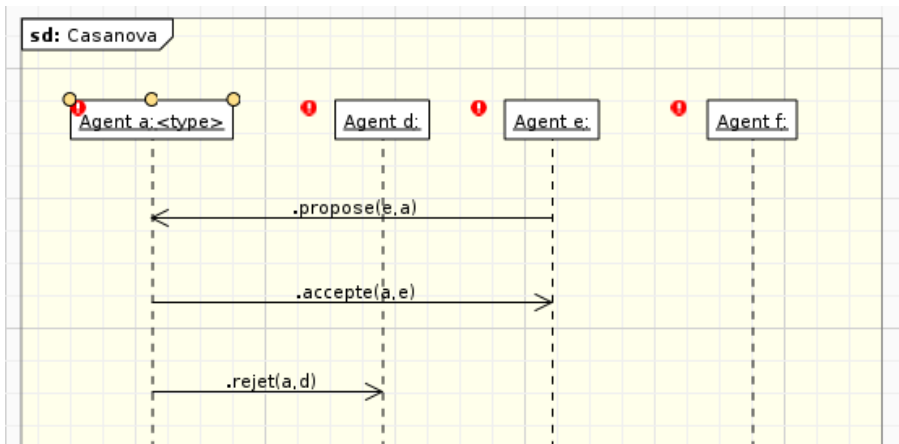 sd: Casanova
Agent a:<type>
Agent d:
Agent e:
Agent f:
.propose(e,a)
.accepte(a,e)
.rejet(a,d)